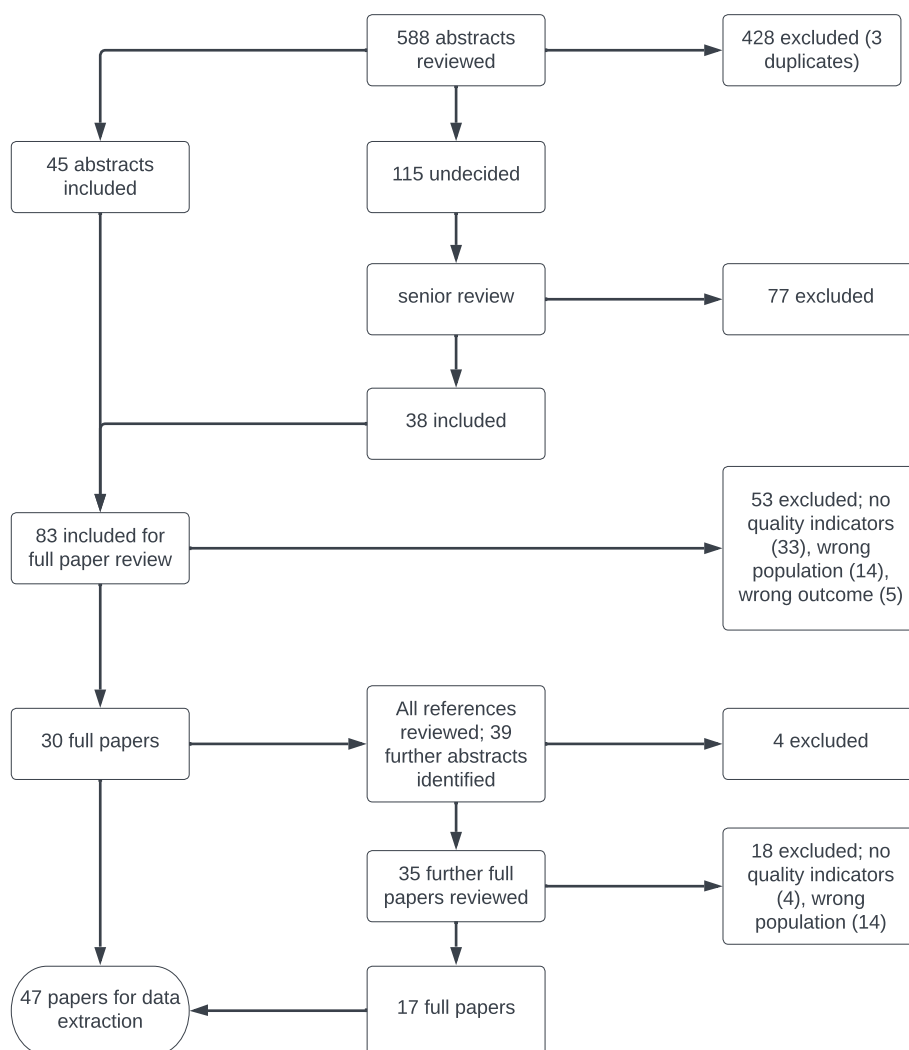 588 abstracts
reviewed
428 excluded (3
duplicates)
45 abstracts
included
115 undecided
senior review
77 excluded
38 included
83 included for
full paper review
53 excluded; no
quality indicators
(33), wrong
population (14),
wrong outcome (5)
30 full papers
All references
reviewed; 39
further abstracts
identified
4 excluded
35 further full
papers reviewed
18 excluded; no
quality indicators
(4), wrong
population (14)
47 papers for data
extraction
17 full papers